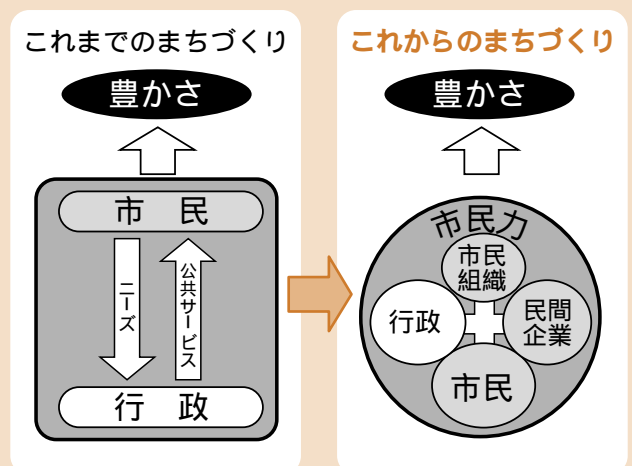 これまでのまちづくり
豊かさ
市民
ニーズ
公共サービス
行政
これからのまちづくり
豊かさ
市民力
市民
組織
行政
民間
企業
市民